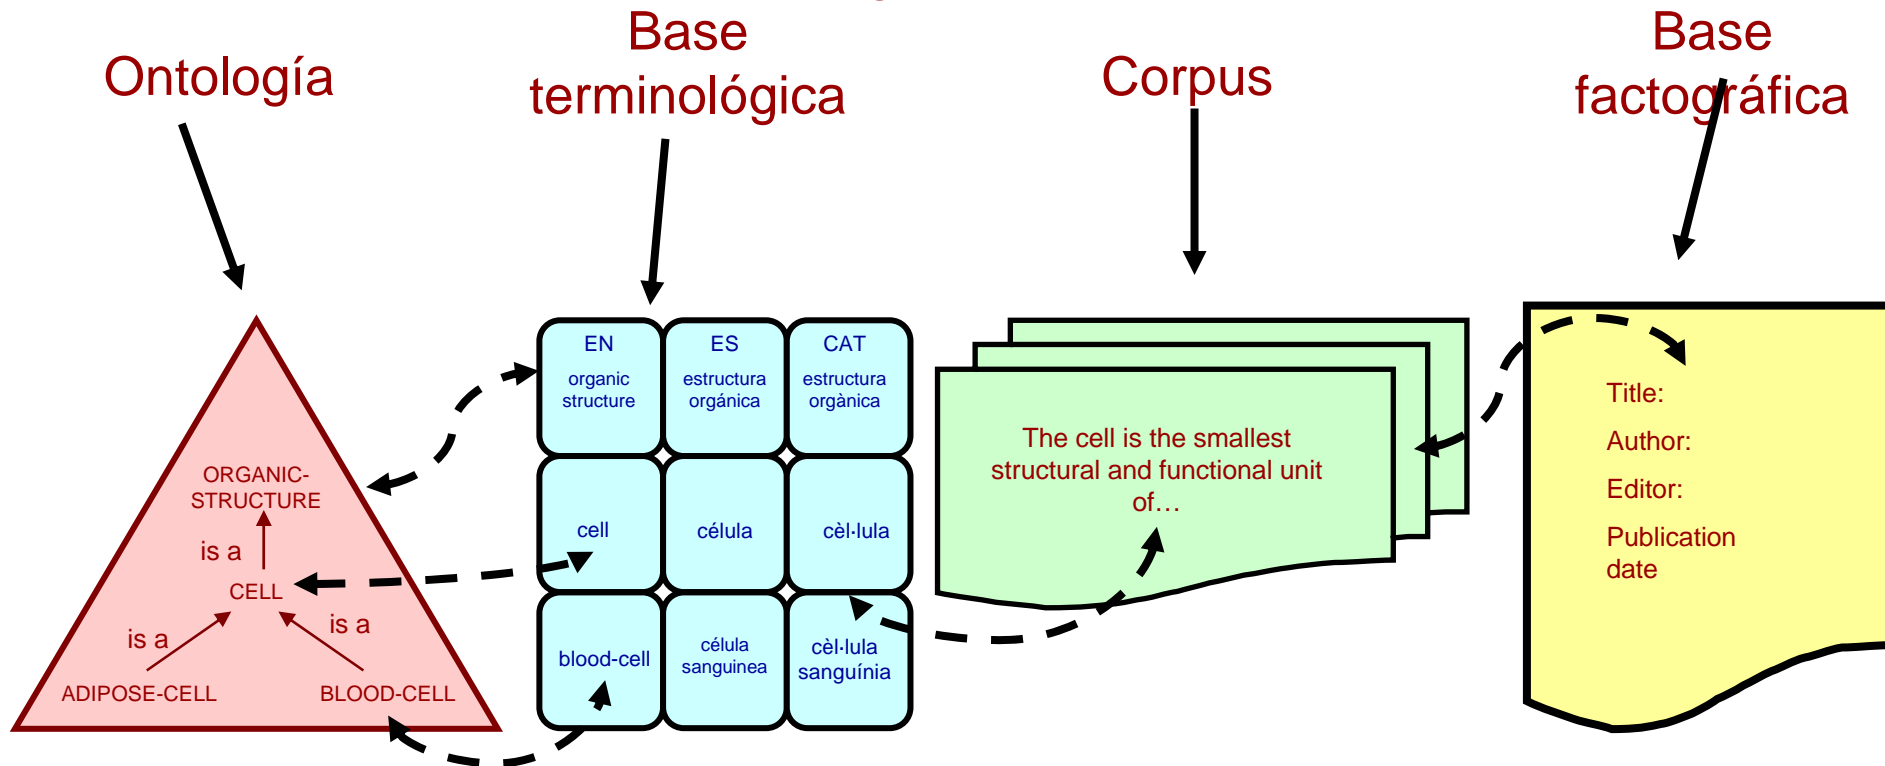 Ontología
Base
terminológica
Corpus
Base
factográfica
ORGANIC-
STRUCTURE
is a
CELL
is a
is a
ADIPOSE-CELL
BLOOD-CELL
EN
organic
structure
ES
estructura
orgánica
CAT
estructura
orgànica
cell
célula
cèl·lula
blood-cell
célula
sanguinea
cèl·lula
sanguínia
The cell is the smallest
structural and functional unit
of…
Title:
Author:
Editor:
Publication
date